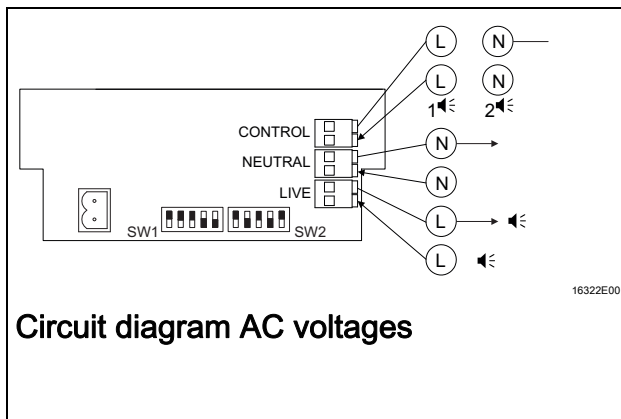 L N
L N
1 2
CONTROL
N
NEUTRAL
N
LIVE
L
SW1 SW2
L
16322E00
Circuit diagram AC voltages